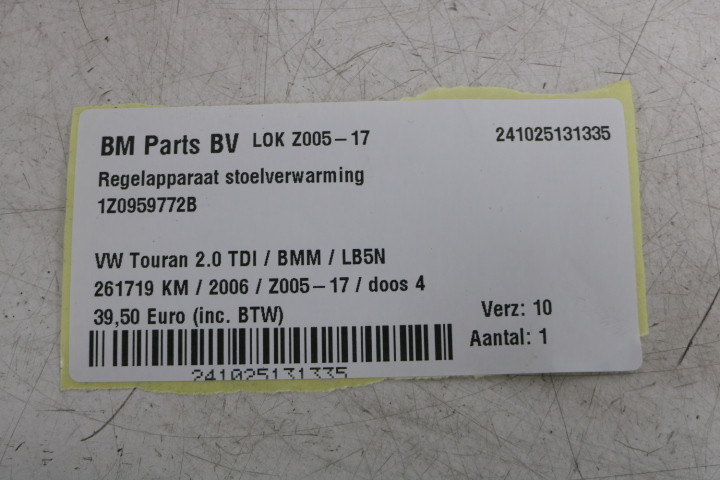 BM Parts BV LOK Z005-17 241025131335
Regelapparaat stoelverwarming
1Z0959772B
VW Touran 2.0 TDI / BMM / LB5N
261719 KM / 2006 / Z005-17 / doos 4
39,50 Euro (inc. BTW) Verz: 10
Aantal: 1
241025131335